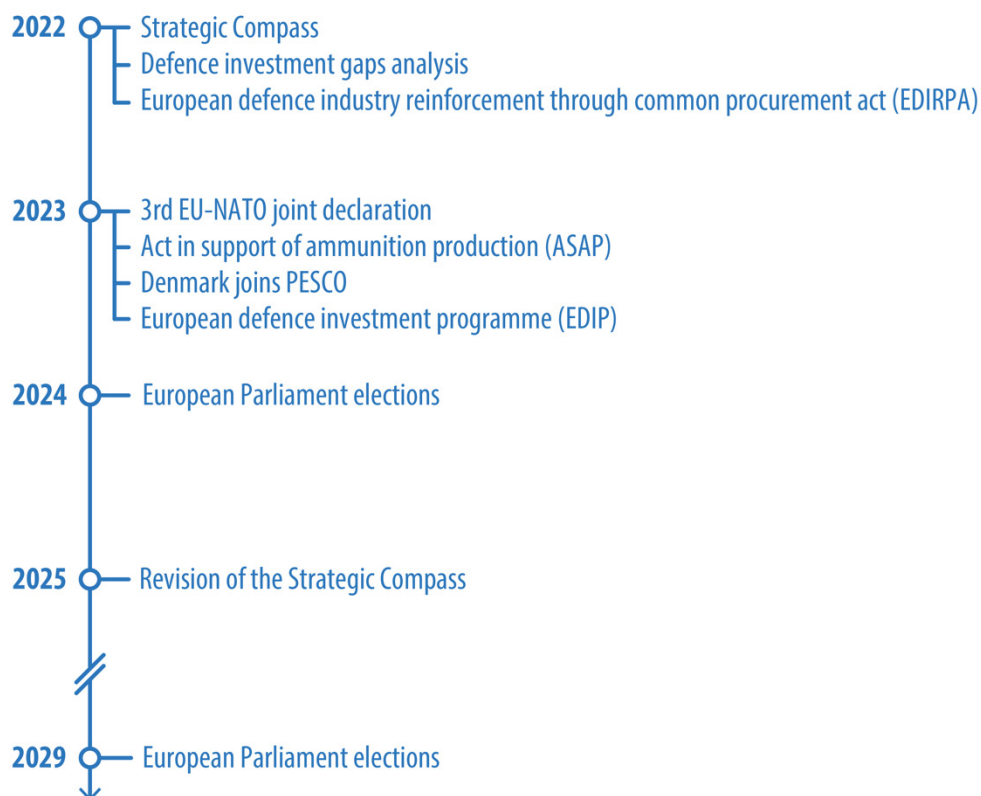 2022 Strategic Compass
Defence investment gaps analysis
European defence industry reinforcement through common procurement act (EDIRPA)
2023 3rd EU-NATO joint declaration
Act in support of ammunition production (ASAP)
Denmark joins PESCO
European defence investment programme (EDIP)
2024 European Parliament elections
2025 Revision of the Strategic Compass
2029 European Parliament elections